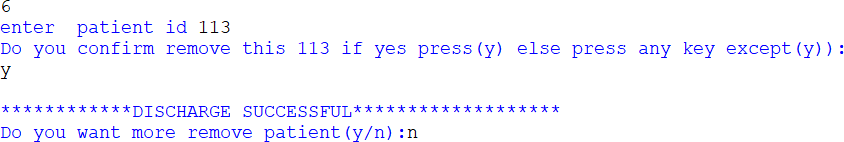 6
enter  patient id 113
Do you confirm remove this 113 if yes press(y) else press any key except(y)):
y
************DISCHARGE SUCCESSFUL*******************
Do you want more remove patient(y/n):n